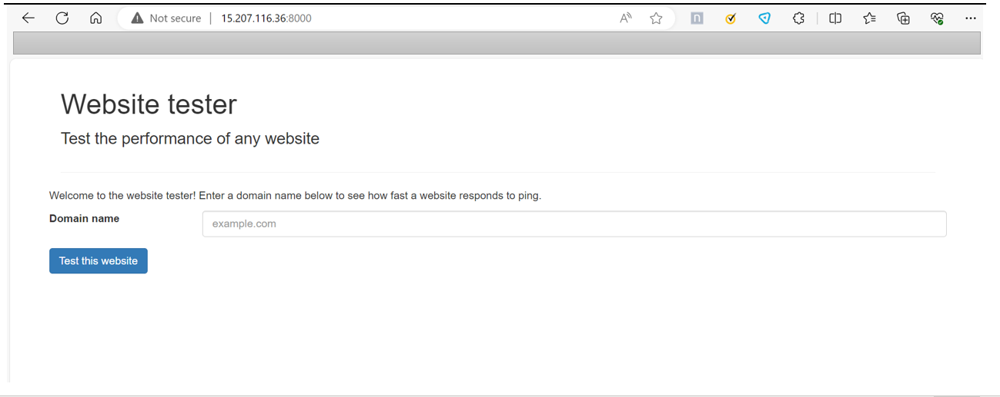 Not secure | 15.207.116.36:8000
Website tester
Test the performance of any website
Welcome to the website tester! Enter a domain name below to see how fast a website responds to ping.
Domain name
example.com
Test this website